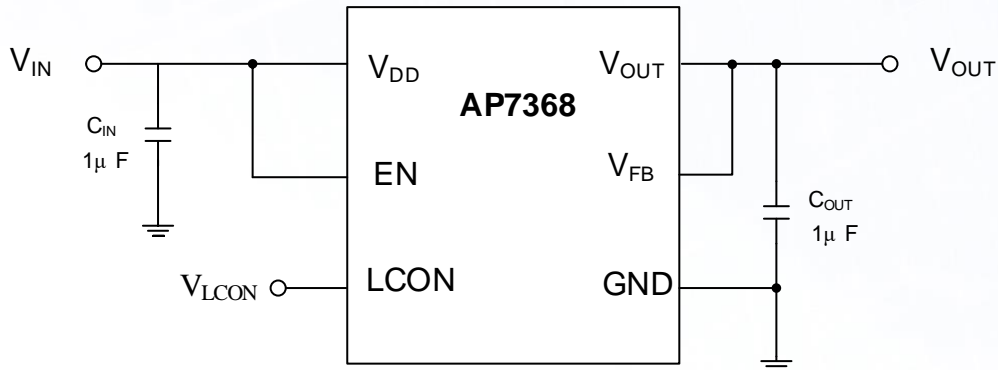 VIN
VDD
VOUT
VOUT
AP7368
CIN
1μ F
EN
VFB
COUT
1μ F
VLCON
LCON
GND